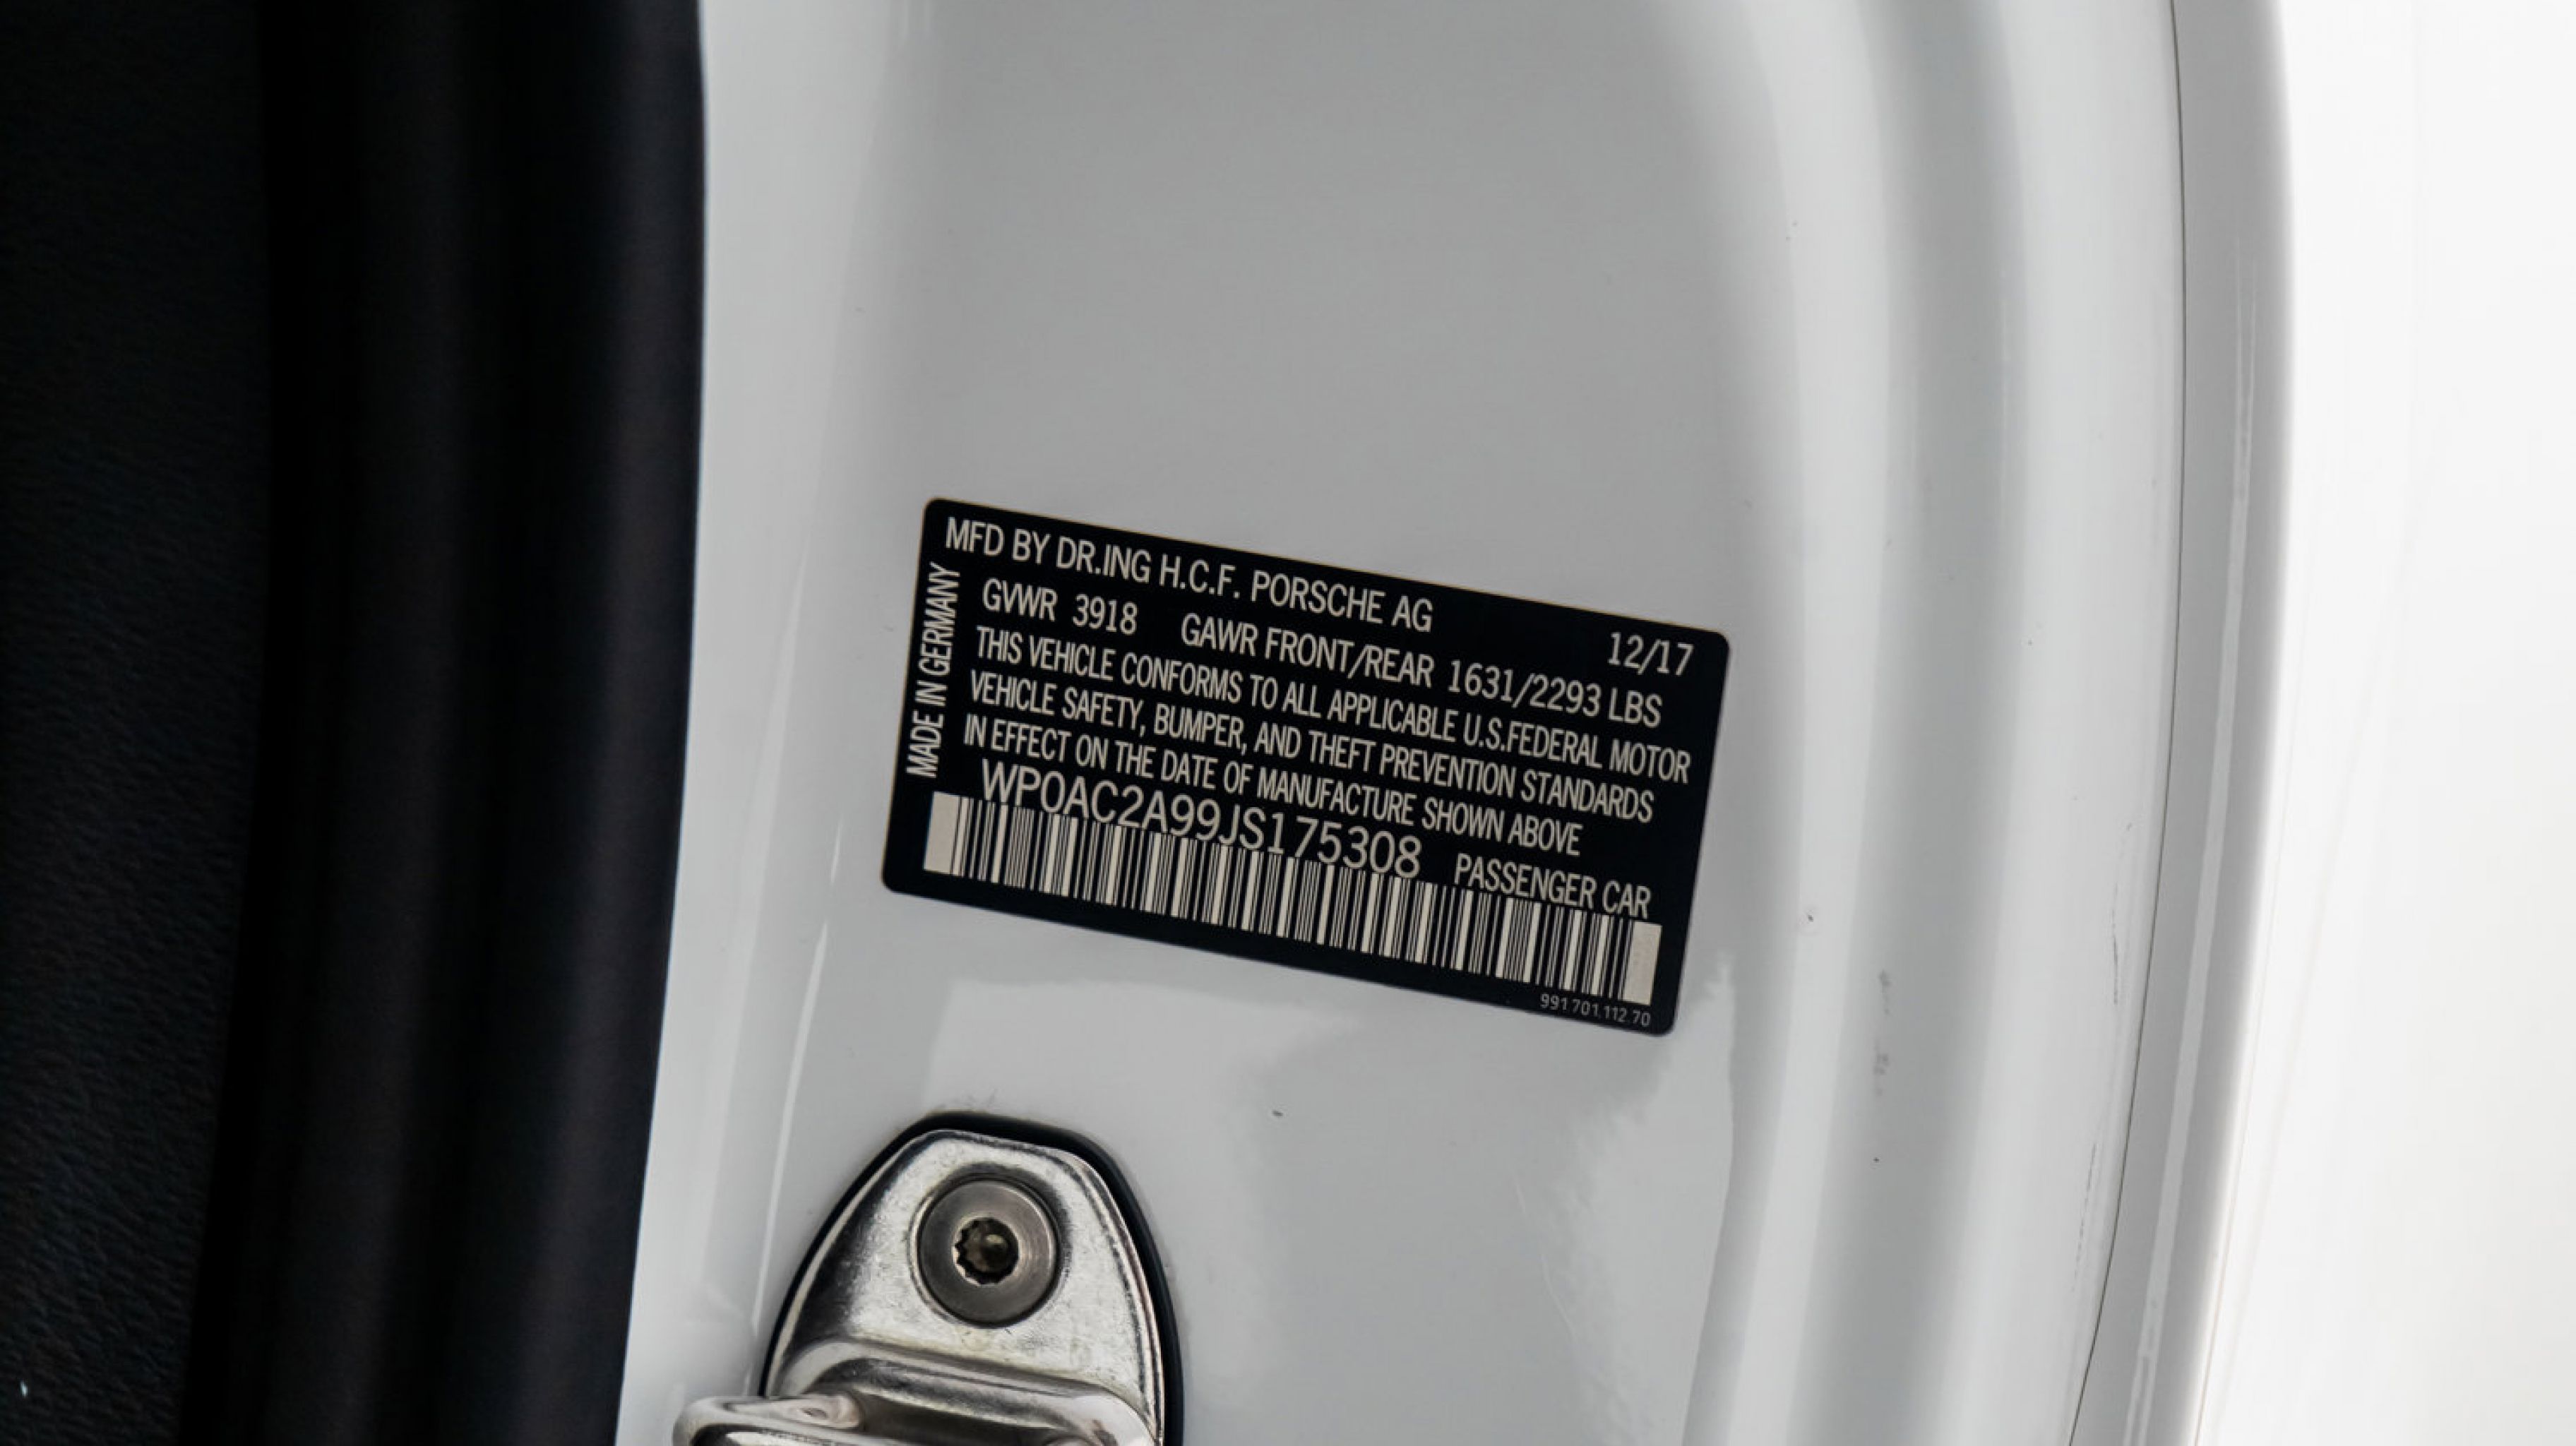 MFD BY DR.ING H.C.F. PORSCHE AG
12/17
GVWR 3918 GAWR FRONT/REAR 1631/2293 LBS
THIS VEHICLE CONFORMS TO ALL APPLICABLE U.S.FEDERAL MOTOR
VEHICLE SAFETY, BUMPER, AND THEFT PREVENTION STANDARDS
IN EFFECT ON THE DATE OF MANUFACTURE SHOWN ABOVE
WP0AC2A99JS175308 PASSENGER CAR
991.701.112.70
MADE IN GERMANY